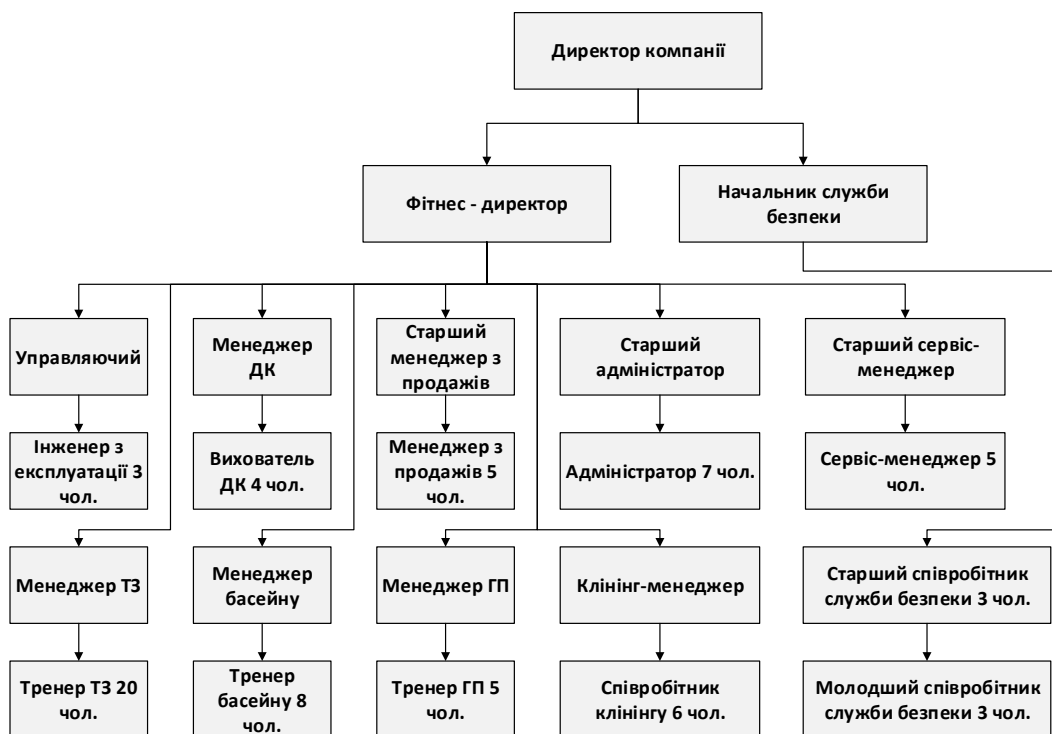 Директор компанії
Фітнес - директор
Начальник служби
безпеки
Управляючий
Менеджер
ДК
Старший
менеджер з
продажів
Старший
адміністратор
Старший сервіс-
менеджер
Інженер з
експлуатації 3
чол.
Вихователь
ДК 4 чол.
Менеджер з
продажів 5
чол.
Адміністратор 7 чол.
Сервіс-менеджер 5
чол.
Менеджер ТЗ
Менеджер
басейну
Менеджер ГП
Клінінг-менеджер
Старший співробітник
служби безпеки 3 чол.
Тренер ТЗ 20
чол.
Тренер
басейну 8
чол.
Тренер ГП 5
чол.
Співробітник
клінінгу 6 чол.
Молодший співробітник
служби безпеки 3 чол.